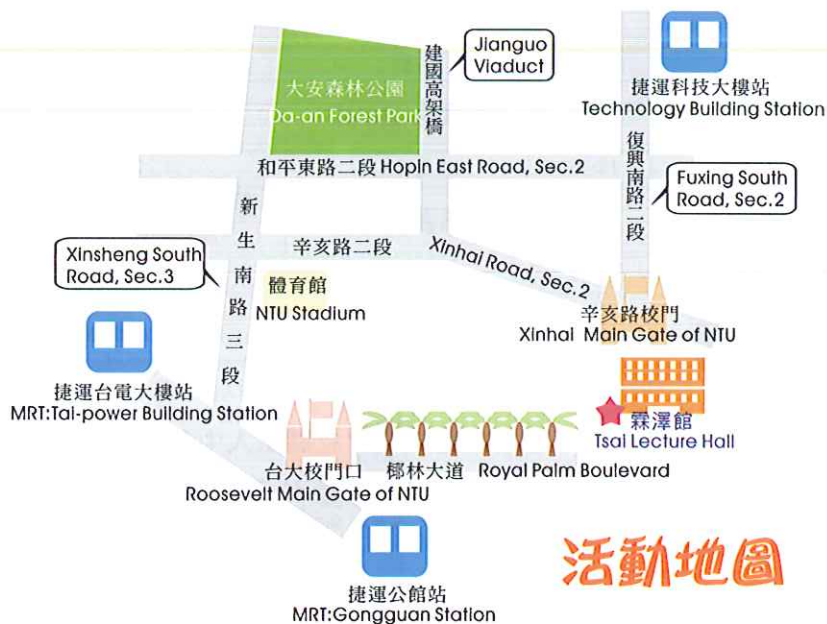 大安森林公園
Da-an Forest Park
建國高架橋
Jianguo
Viaduct
捷運科技大樓站
Technology Building Station
和平東路二段 Hopin East Road, Sec.2
復興南路二段
Fuxing South
Road, Sec.2
新生南路三段
Xinsheng South
Road, Sec.3
辛亥路二段
Xinhai Road, Sec.2
體育館
NTU Stadium
辛亥路校門
Xinhai Main Gate of NTU
捷運台電大樓站
MRT:Tai-power Building Station
霖澤館
Tsai Lecture Hall
台大校門口
Roosevelt Main Gate of NTU
椰林大道 Royal Palm Boulevard
捷運公館站
MRT:Gongguan Station
活動地圖